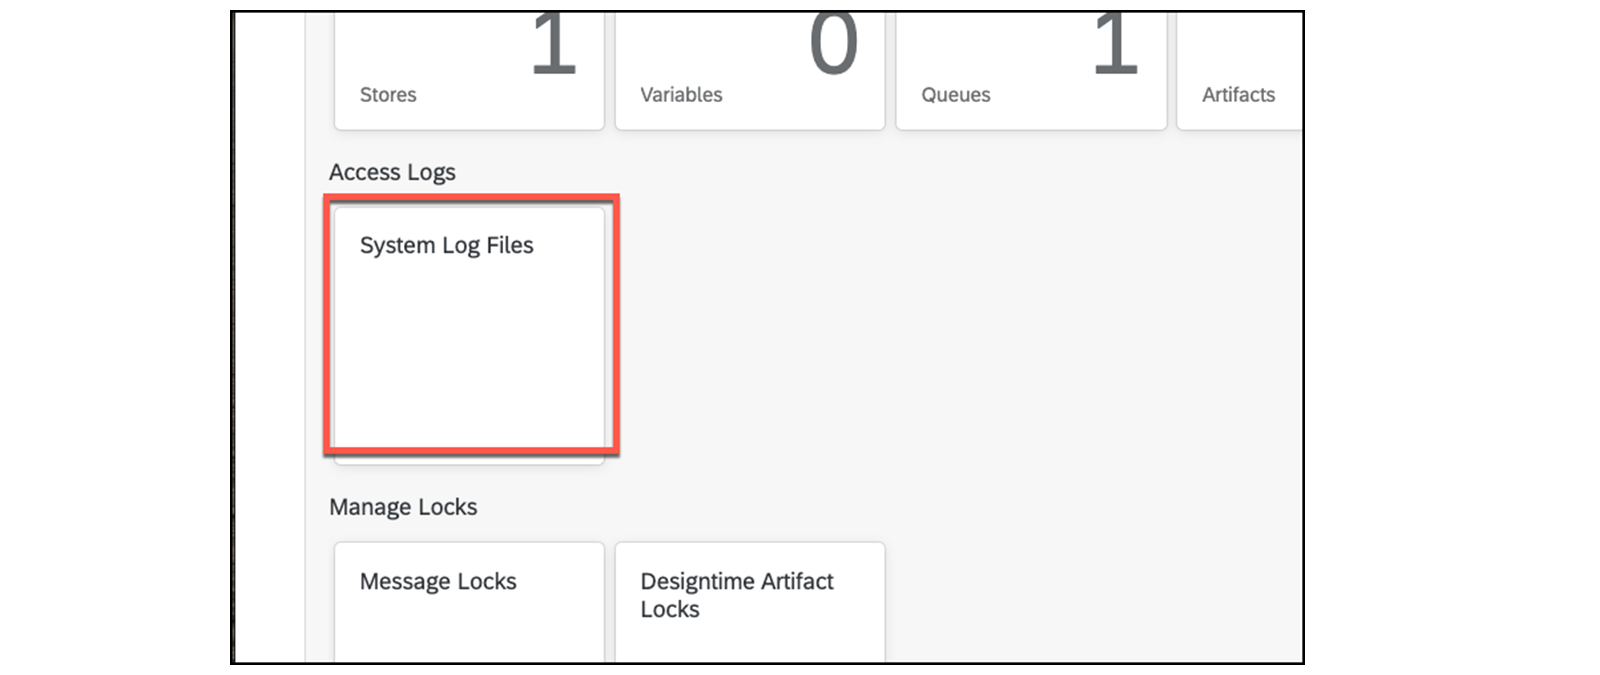 1 0 1
Stores Variables Queues Artifacts
Access Logs
System Log Files
Manage Locks
Message Locks Designtime Artifact
Locks